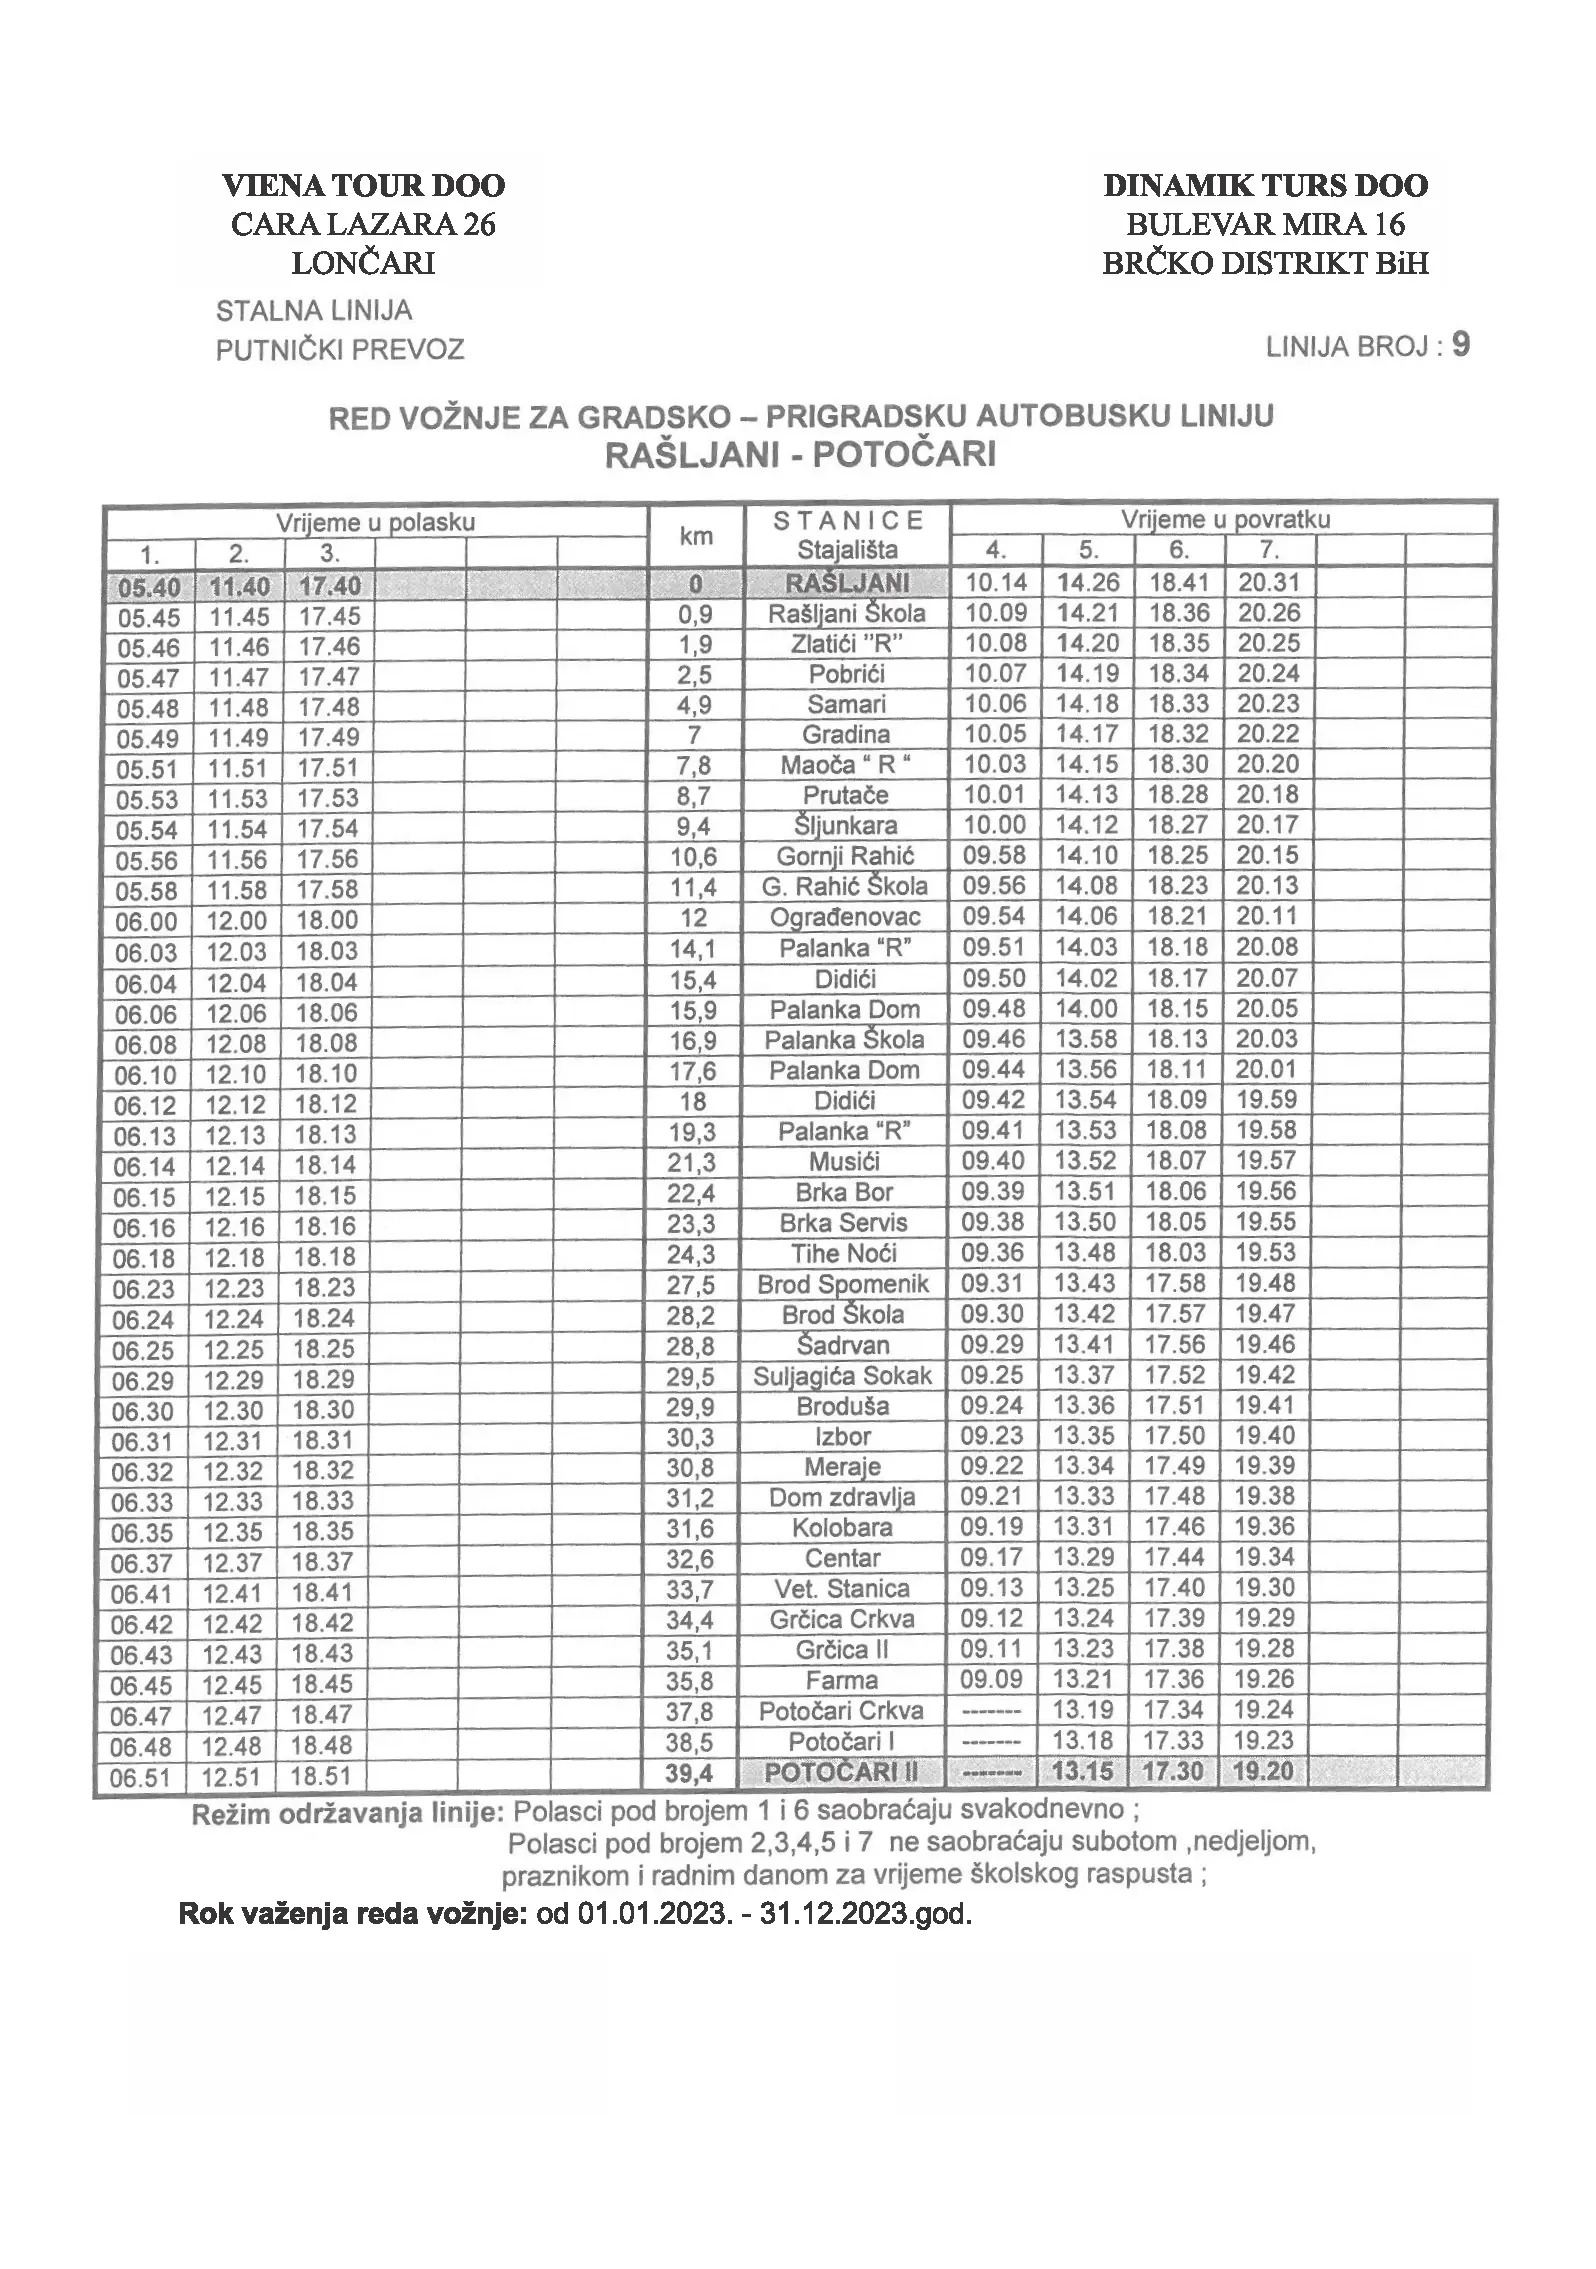 VIENA TOUR DOO
CARA LAZARA 26
LONČARI
DINAMIK TURS DOO
BULEVAR MIRA 16
BRČKO DISTRIKT BiH
STALNA LINIJA
PUTNIČKI PREVOZ
LINIJA BROJ : 9
RED VOŽNJE ZA GRADSKO – PRIGRADSKU AUTOBUSKU LINIJU
RAŠLJANI - POTOČARI
Vrijeme u polasku km S T A N I C E Stajališta Vrijeme u povratku
1. 2. 3. 4. 5. 6. 7.
05.40 11.40 17.40 0 RAŠLJANI 10.14 14.26 18.41 20.31
05.45 11.45 17.45 0,9 Rašljani Škola 10.09 14.21 18.36 20.26
05.46 11.46 17.46 1,9 Zlatići ”R” 10.08 14.20 18.35 20.25
05.47 11.47 17.47 2,5 Pobrići 10.07 14.19 18.34 20.24
05.48 11.48 17.48 4,9 Samari 10.06 14.18 18.33 20.23
05.49 11.49 17.49 7 Gradina 10.05 14.17 18.32 20.22
05.51 11.51 17.51 7,8 Maoča “ R “ 10.03 14.15 18.30 20.20
05.53 11.53 17.53 8,7 Prutače 10.01 14.13 18.28 20.18
05.54 11.54 17.54 9,4 Šljunkara 10.00 14.12 18.27 20.17
05.56 11.56 17.56 10,6 Gornji Rahić 09.58 14.10 18.25 20.15
05.58 11.58 17.58 11,4 G. Rahić Škola 09.56 14.08 18.23 20.13
06.00 12.00 18.00 12 Ograđenovac 09.54 14.06 18.21 20.11
06.03 12.03 18.03 14,1 Palanka “R” 09.51 14.03 18.18 20.08
06.04 12.04 18.04 15,4 Didići 09.50 14.02 18.17 20.07
06.06 12.06 18.06 15,9 Palanka Dom 09.48 14.00 18.15 20.05
06.08 12.08 18.08 16,9 Palanka Škola 09.46 13.58 18.13 20.03
06.10 12.10 18.10 17,6 Palanka Dom 09.44 13.56 18.11 20.01
06.12 12.12 18.12 18 Didići 09.42 13.54 18.09 19.59
06.13 12.13 18.13 19,3 Palanka “R” 09.41 13.53 18.08 19.58
06.14 12.14 18.14 21,3 Musići 09.40 13.52 18.07 19.57
06.15 12.15 18.15 22,4 Brka Bor 09.39 13.51 18.06 19.56
06.16 12.16 18.16 23,3 Brka Servis 09.38 13.50 18.05 19.55
06.18 12.18 18.18 24,3 Tihe Noći 09.36 13.48 18.03 19.53
06.23 12.23 18.23 27,5 Brod Spomenik 09.31 13.43 17.58 19.48
06.24 12.24 18.24 28,2 Brod Škola 09.30 13.42 17.57 19.47
06.25 12.25 18.25 28,8 Šadrvan 09.29 13.41 17.56 19.46
06.29 12.29 18.29 29,5 Suljagića Sokak 09.25 13.37 17.52 19.42
06.30 12.30 18.30 29,9 Broduša 09.24 13.36 17.51 19.41
06.31 12.31 18.31 30,3 Izbor 09.23 13.35 17.50 19.40
06.32 12.32 18.32 30,8 Meraje 09.22 13.34 17.49 19.39
06.33 12.33 18.33 31,2 Dom zdravlja 09.21 13.33 17.48 19.38
06.35 12.35 18.35 31,6 Kolobara 09.19 13.31 17.46 19.36
06.37 12.37 18.37 32,6 Centar 09.17 13.29 17.44 19.34
06.41 12.41 18.41 33,7 Vet. Stanica 09.13 13.25 17.40 19.30
06.42 12.42 18.42 34,4 Grčica Crkva 09.12 13.24 17.39 19.29
06.43 12.43 18.43 35,1 Grčica II 09.11 13.23 17.38 19.28
06.45 12.45 18.45 35,8 Farma 09.09 13.21 17.36 19.26
06.47 12.47 18.47 37,8 Potočari Crkva ------- 13.19 17.34 19.24
06.48 12.48 18.48 38,5 Potočari I ------- 13.18 17.33 19.23
06.51 12.51 18.51 39,4 POTOČARI II ------- 13.15 17.30 19.20
Režim održavanja linije: Polasci pod brojem 1 i 6 saobraćaju svakodnevno ;
Polasci pod brojem 2,3,4,5 i 7 ne saobraćaju subotom ,nedjeljom,
praznikom i radnim danom za vrijeme školskog raspusta ;
Rok važenja reda vožnje: od 01.01.2023. - 31.12.2023.god.